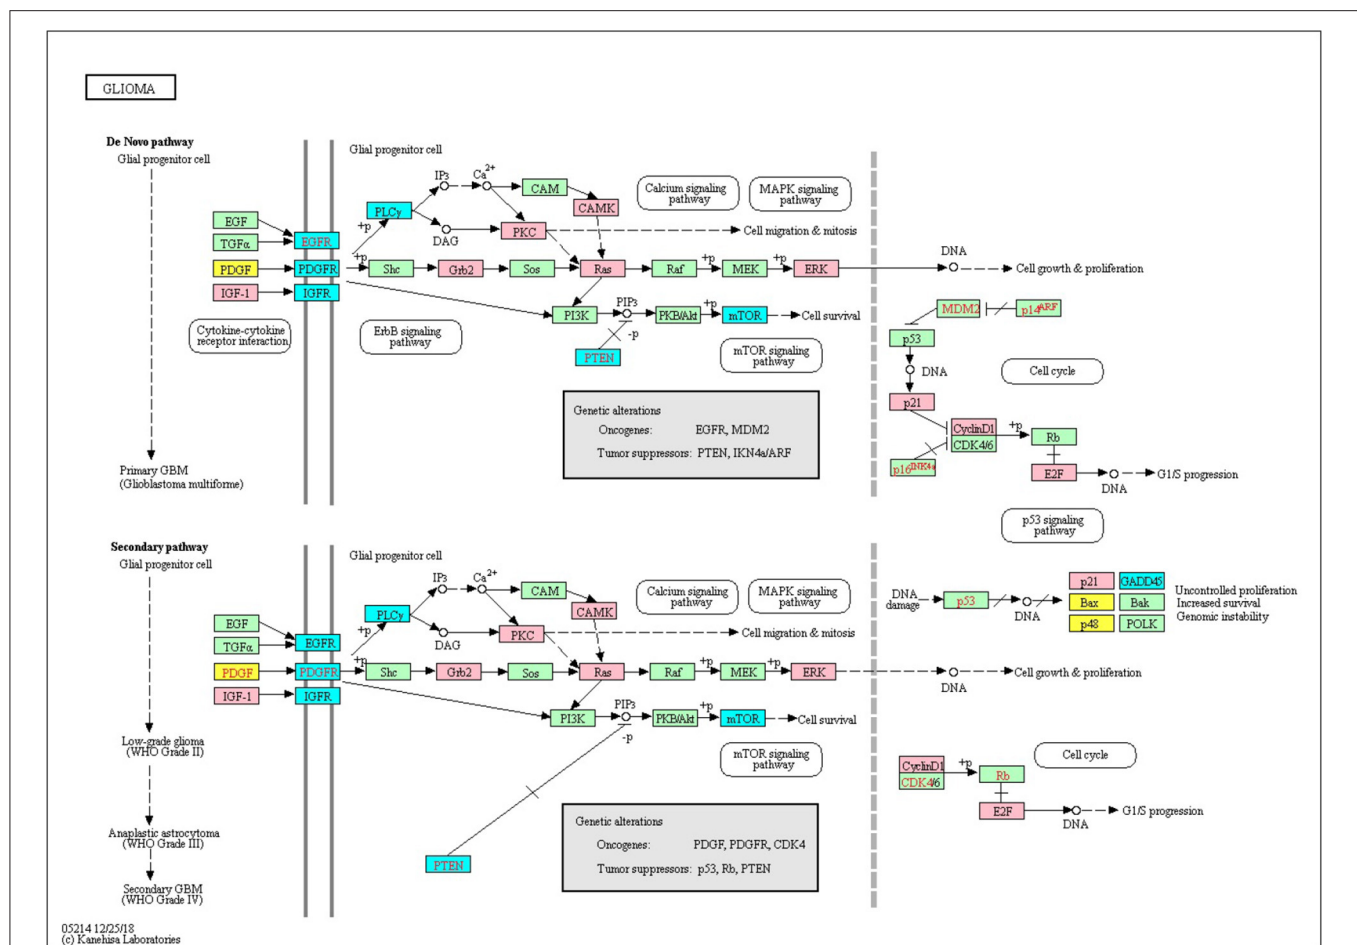 GLIOMA
De Novo pathway
Glial progenitor cell
Primary GBM
(Glioblastoma multiforme)
Glial progenitor cell
EGF
TGFα
PDGF
IGF-1
EGFR
PDGFR
IGFR
Cytokine-cytokine
receptor inferaction
+p
PLCγ
IP3
DAG
Ca2+
CAM
CAMK
PKC
Calcium signaling
pathway
MAPK signaling
pathway
Cell migration & mitosis
+p
Shc
Grb2
Sos
Ras
Raf
+p
MEK
+p
ERK
DNA
Cell growth & proliferation
ErbB signaling
pathway
PI3K
PIP3
-p
PTEN
PKB/Akt
+p
mTOR
Cell survival
mTOR signaling
pathway
MDM2
p14ARF
p53
DNA
p21
Cell cycle
CyclinD1
CDK4/6
p16INK4a
+p
Rb
E2F
DNA
G1/S progression
Genetic alterations
Oncogenes: EGFR, MDM2
Tumor suppressors: PTEN, IKN4a/ARF
p53 signaling
pathway
Secondary pathway
Glial progenitor cell
Low-grade glioma
(WHO Grade II)
Anaplastic astrocytoma
(WHO Grade III)
Secondary GBM
(WHO Grade IV)
Glial progenitor cell
EGF
TGFα
PDGF
IGF-1
EGFR
PDGFR
IGFR
+p
PLCγ
IP3
DAG
Ca2+
CAM
CAMK
PKC
Calcium signaling
pathway
MAPK signaling
pathway
Cell migration & mitosis
+p
Shc
Grb2
Sos
Ras
Raf
+p
MEK
+p
ERK
DNA
Cell growth & proliferation
PI3K
PIP3
-p
PTEN
PKB/Akt
+p
mTOR
Cell survival
mTOR signaling
pathway
DNA
damage
p53
DNA
p21
GADD45
Bax
Bak
p48
POLK
Uncontrolled proliferation
Increased survival
Genomic instability
CyclinD1
CDK4/6
+p
Rb
E2F
DNA
G1/S progression
Cell cycle
Genetic alterations
Oncogenes: PDGF, PDGFR, CDK4
Tumor suppressors: p53, Rb, PTEN
05214 12/25/18
(c) Kanehisa Laboratories